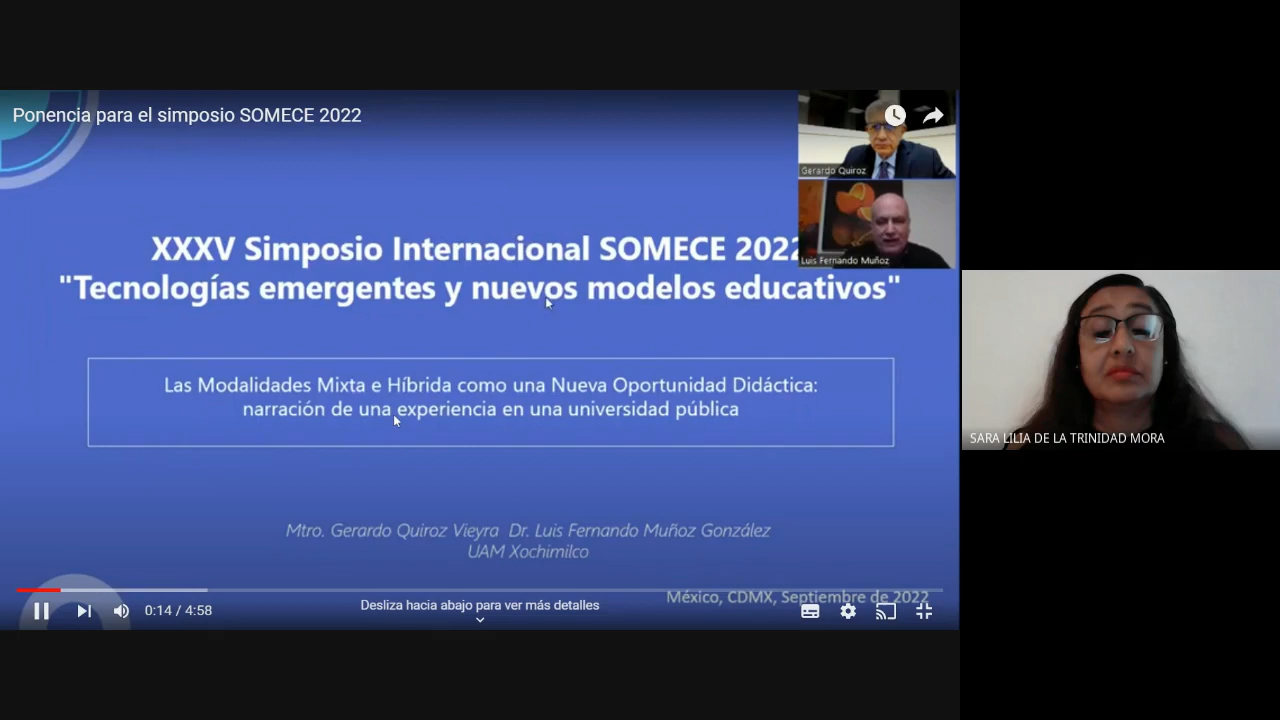 Ponencia para el simposio SOMECE 2022
Gerardo Quiroz
Luis Fernando Muñoz
XXXV Simposio Internacional SOMECE 2022
"Tecnologías emergentes y nuevos modelos educativos"
Las Modalidades Mixta e Híbrida como una Nueva Oportunidad Didáctica:
narración de una experiencia en una universidad pública
SARA LILIA DE LA TRINIDAD MORA
Mtro. Gerardo Quiroz Vieyra Dr. Luis Fernando Muñoz González
UAM Xochimilco
México, CDMX, Septiembre de 2022
0:14 / 4:58
Desliza hacia abajo para ver más detalles